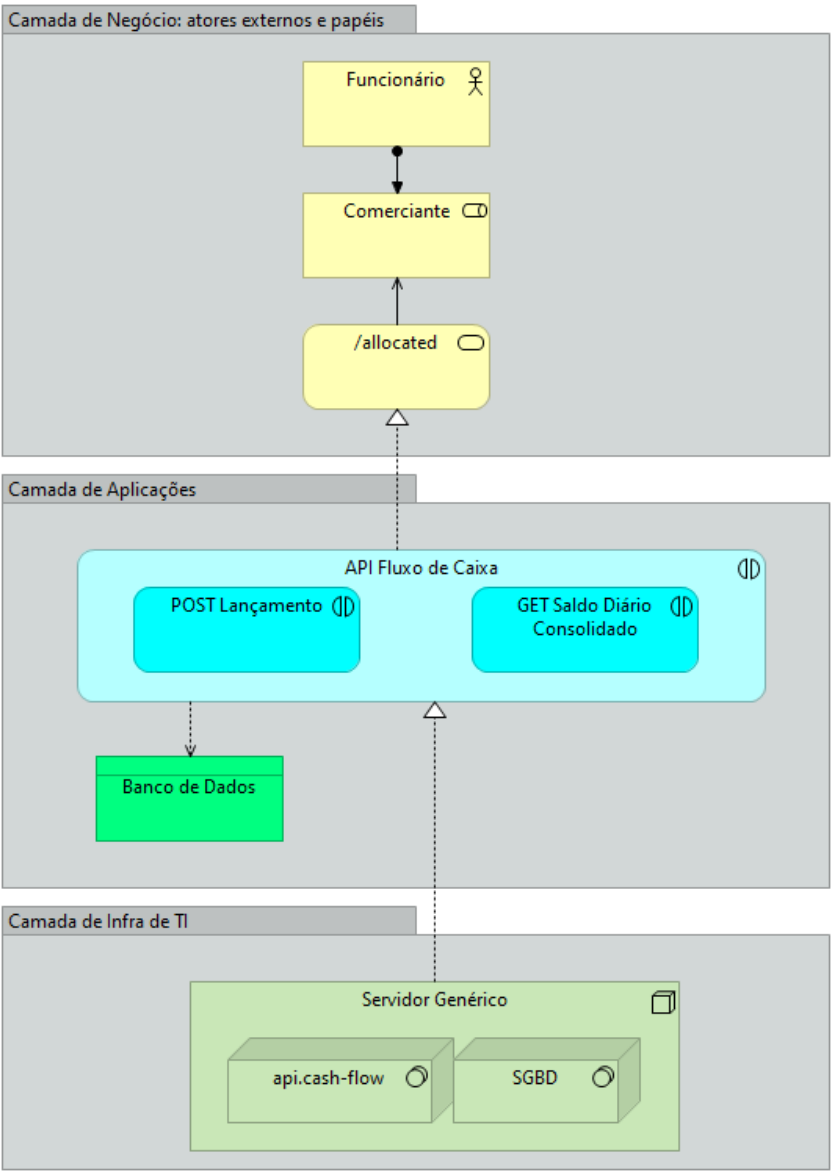 Camada de Negócio: atores externos e papéis
Funcionário
Comerciante
/allocated
Camada de Aplicações
API Fluxo de Caixa
POST Lançamento
GET Saldo Diário
Consolidado
Banco de Dados
Camada de Infra de TI
Servidor Genérico
api.cash-flow
SGBD